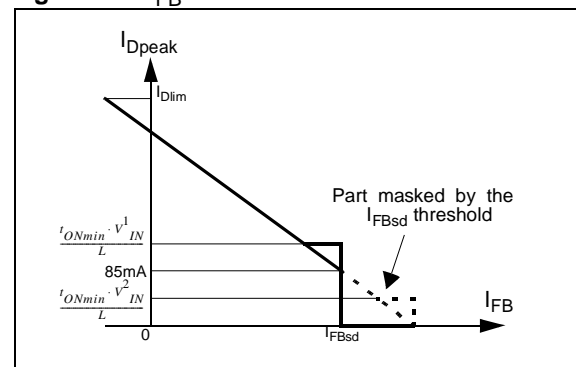 I_Dpeak
I_Dlim
Part masked by the
I_FBsd threshold
t_ONmin · V^1_IN
L
85mA
t_ONmin · V^2_IN
L
I_FB
0
I_FBsd